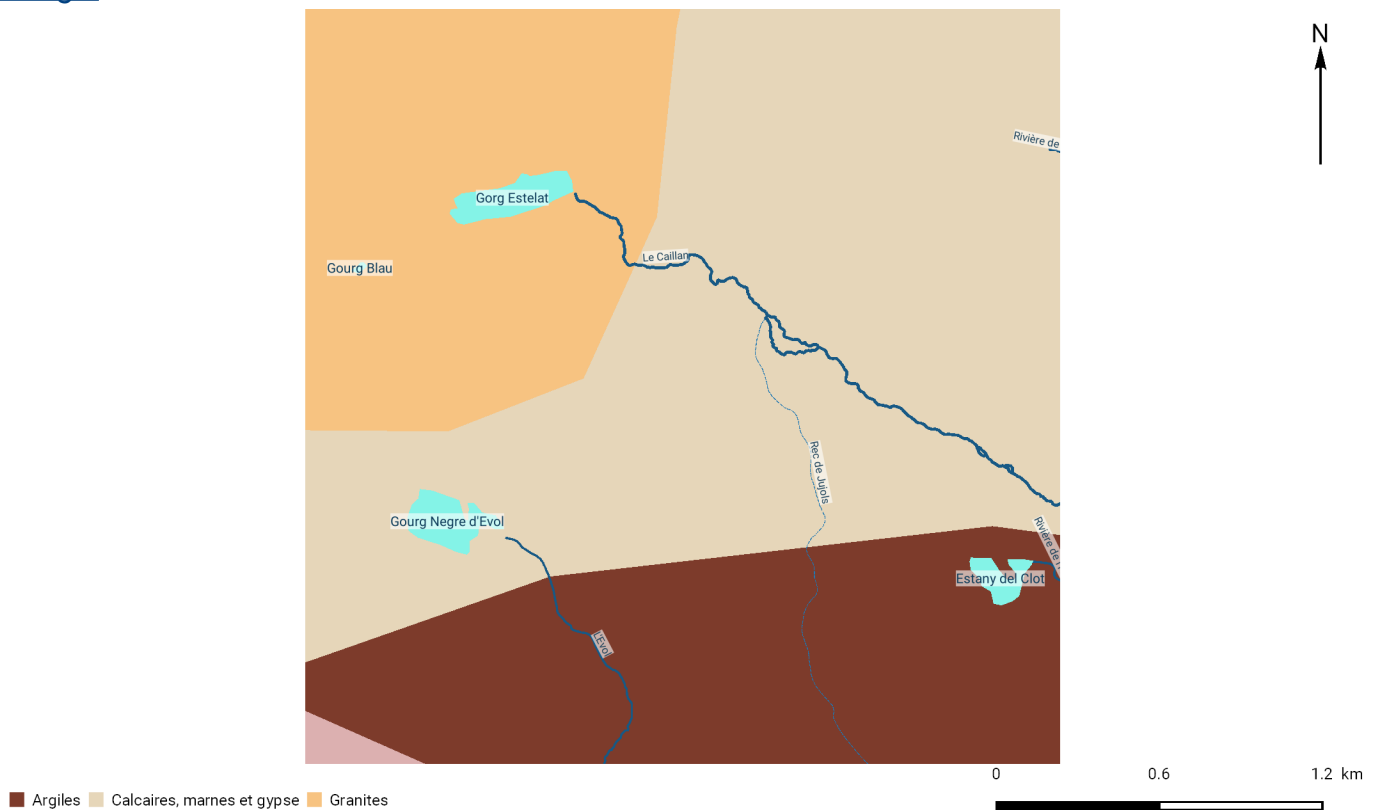 N
Rivière de
Gorg Estelat
Le Caillan
Gourg Blau
Rec de Jujols
Gourg Negre d'Evol
Rivière de
Estany del Clot
L'Evol
0 0.6 1.2 km
Argiles Calcaires, marnes et gypse Granites